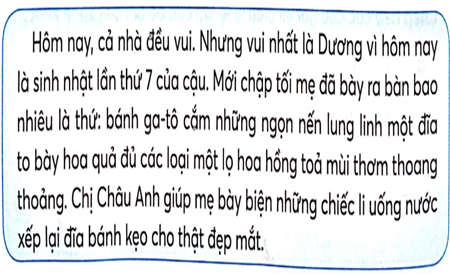 Hôm nay, cả nhà đều vui. Nhưng vui nhất là Dương vì hôm nay
là sinh nhật lần thứ 7 của cậu. Mới chập tối mẹ đã bày ra bàn bao
nhiêu là thứ: bánh ga-tô cắm những ngọn nến lung linh một đĩa
to bày hoa quả đủ các loại một lọ hoa hồng toả mùi thơm thoang
thoảng. Chị Châu Anh giúp mẹ bày biện những chiếc li uống nước
xếp lại đĩa bánh kẹo cho thật đẹp mắt.